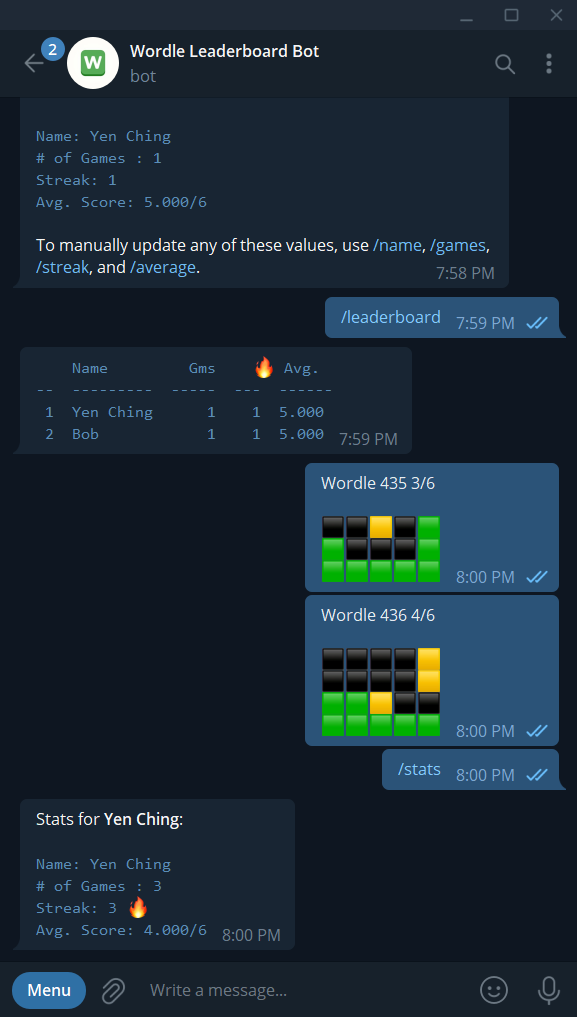 2
W
Wordle Leaderboard Bot
bot
Name: Yen Ching
# of Games : 1
Streak: 1
Avg. Score: 5.000/6
To manually update any of these values, use /name, /games,
/streak, and /average.
7:58 PM
/leaderboard 7:59 PM
Name Gms 🔥 Avg.
-- --------- ----- --- ------
1 Yen Ching 1 1 5.000
2 Bob 1 1 5.000 7:59 PM
Wordle 435 3/6
⬛⬛🟨⬛🟩
🟩⬛⬛⬛🟩
🟩🟩🟩🟩🟩
8:00 PM
Wordle 436 4/6
⬛⬛⬛⬛🟨
⬛⬛⬛⬛🟨
🟩🟩🟨⬛⬛
🟩🟩🟩🟩🟩
8:00 PM
/stats 8:00 PM
Stats for Yen Ching:
Name: Yen Ching
# of Games : 3
Streak: 3 🔥
Avg. Score: 4.000/6 8:00 PM
Menu Write a message...